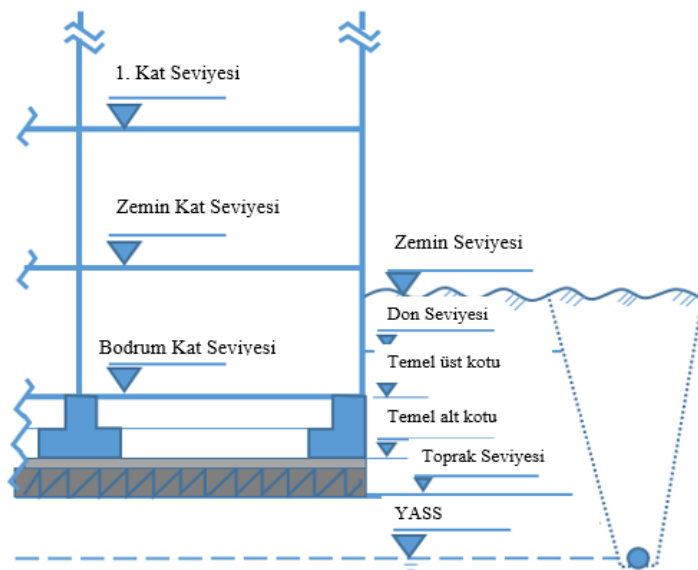 1. Kat Seviyesi
Zemin Kat Seviyesi
Zemin Seviyesi
Don Seviyesi
Bodrum Kat Seviyesi
Temel üst kotu
Temel alt kotu
Toprak Seviyesi
YASS